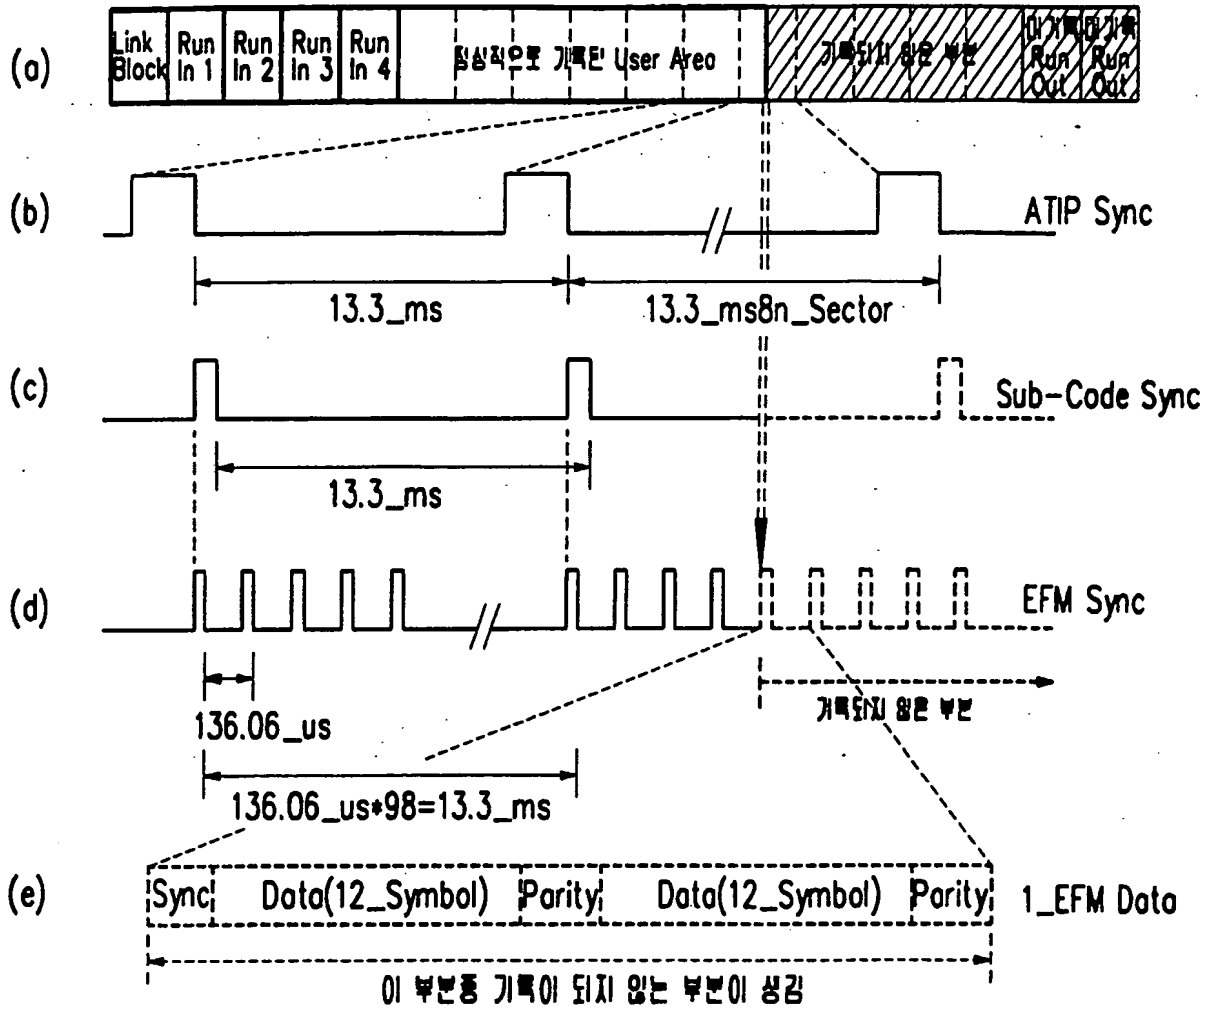 (a)
Link Block
Run In 1
Run In 2
Run In 3
Run In 4
정상적으로 기록된 User Area
기록되지 않은 부분
미기록 Run Out
미기록 Run Out
(b)
ATIP Sync
13.3_ms
13.3_ms8n_Sector
(c)
Sub-Code Sync
13.3_ms
(d)
EFM Sync
136.06_us
기록되지 않은 부분
136.06_us*98=13.3_ms
(e)
Sync
Data(12_Symbol)
Parity
Data(12_Symbol)
Parity
1_EFM Data
이 부분중 기록이 되지 않는 부분이 생김